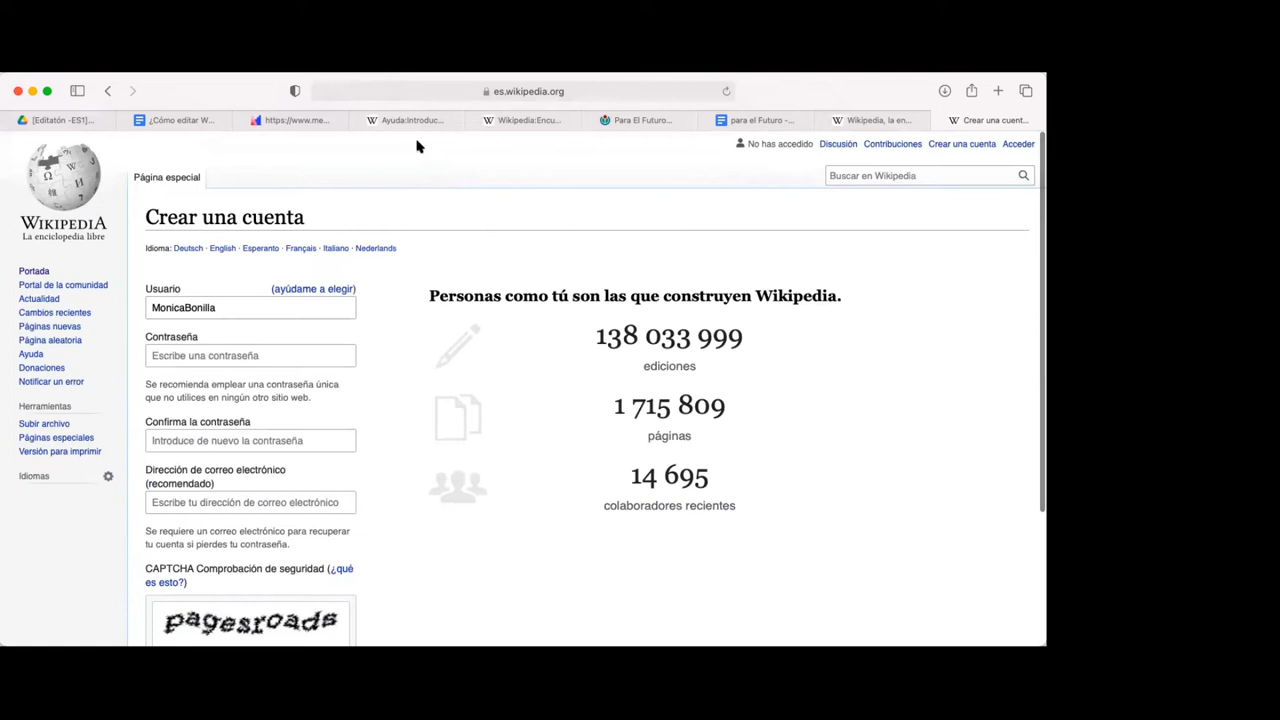 es.wikipedia.org
[Editatón -ES1]...
¿Cómo editar W...
https://www.me...
Ayuda:Introduc...
Wikipedia:Encu...
Para El Futuro...
para el Futuro -...
Wikipedia, la en...
Crear una cuent...
No has accedido Discusión Contribuciones Crear una cuenta Acceder
Página especial
Buscar en Wikipedia
WIKIPEDIA
La enciclopedia libre
Portada
Portal de la comunidad
Actualidad
Cambios recientes
Páginas nuevas
Página aleatoria
Ayuda
Donaciones
Notificar un error
Herramientas
Subir archivo
Páginas especiales
Versión para imprimir
Idiomas
Crear una cuenta
Idioma: Deutsch · English · Esperanto · Français · Italiano · Nederlands
Usuario (ayúdame a elegir)
MonicaBonilla
Contraseña
Escribe una contraseña
Se recomienda emplear una contraseña única
que no utilices en ningún otro sitio web.
Confirma la contraseña
Introduce de nuevo la contraseña
Dirección de correo electrónico
(recomendado)
Escribe tu dirección de correo electrónico
Se requiere un correo electrónico para recuperar
tu cuenta si pierdes tu contraseña.
CAPTCHA Comprobación de seguridad (¿qué
es esto?)
pagesroads
Personas como tú son las que construyen Wikipedia.
138 033 999
ediciones
1 715 809
páginas
14 695
colaboradores recientes